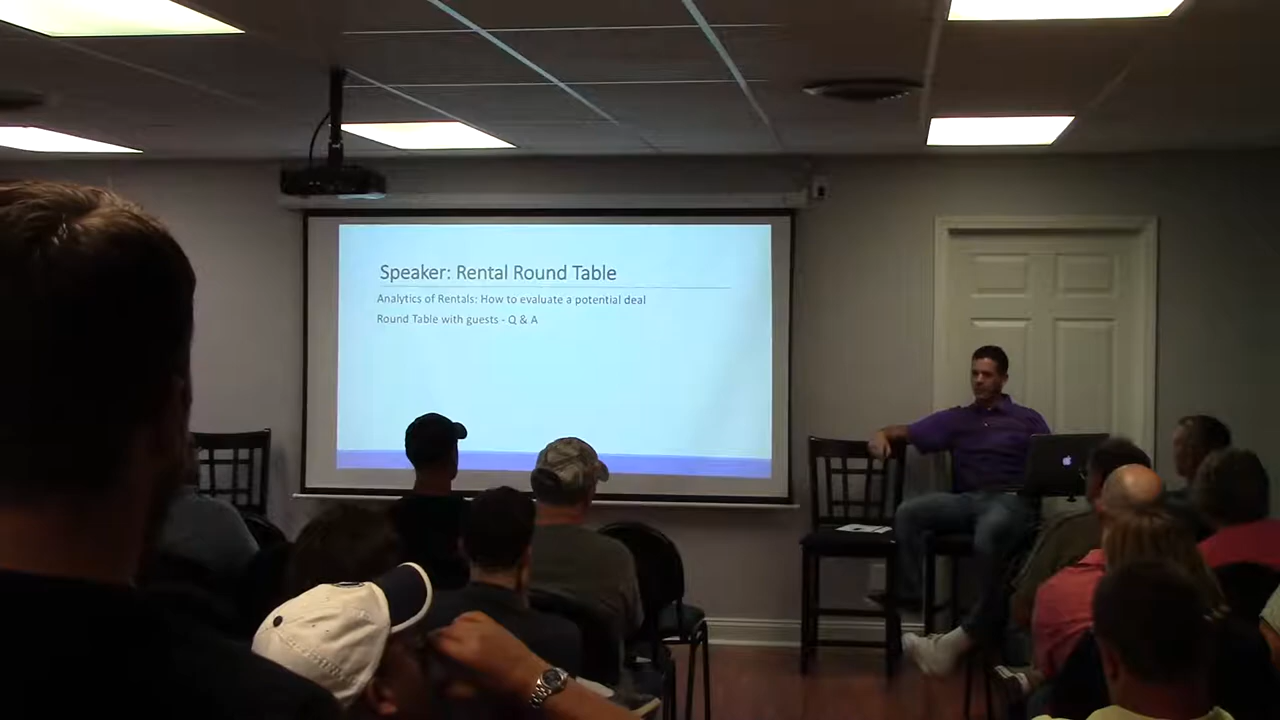 Speaker: Rental Round Table
Analytics of Rentals: How to evaluate a potential deal
Round Table with guests - Q & A